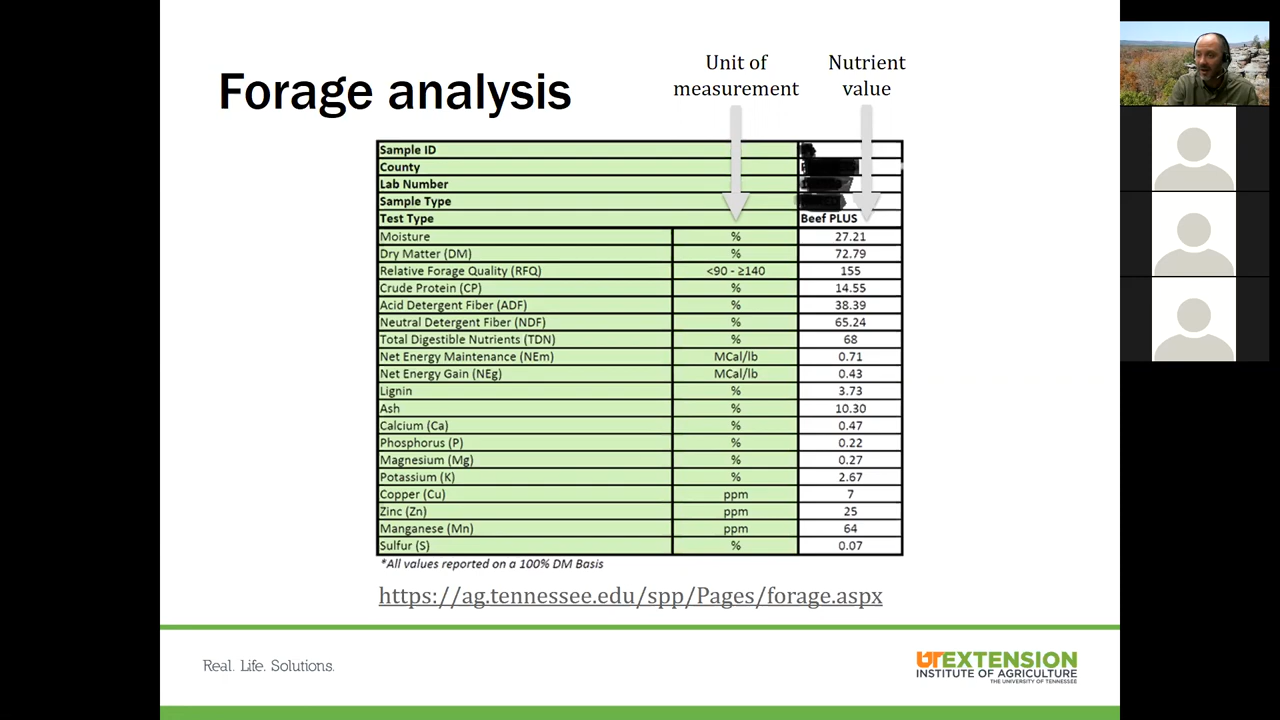 Forage analysis
Unit of
measurement
Nutrient
value
Sample ID
County
Lab Number
Sample Type
Test Type Beef PLUS
Moisture % 27.21
Dry Matter (DM) % 72.79
Relative Forage Quality (RFQ) <90 - ≥140 155
Crude Protein (CP) % 14.55
Acid Detergent Fiber (ADF) % 38.39
Neutral Detergent Fiber (NDF) % 65.24
Total Digestible Nutrients (TDN) % 68
Net Energy Maintenance (NEm) MCal/lb 0.71
Net Energy Gain (NEg) MCal/lb 0.43
Lignin % 3.73
Ash % 10.30
Calcium (Ca) % 0.47
Phosphorus (P) % 0.22
Magnesium (Mg) % 0.27
Potassium (K) % 2.67
Copper (Cu) ppm 7
Zinc (Zn) ppm 25
Manganese (Mn) ppm 64
Sulfur (S) % 0.07
*All values reported on a 100% DM Basis
https://ag.tennessee.edu/spp/Pages/forage.aspx
Real. Life. Solutions.
UT EXTENSION
INSTITUTE OF AGRICULTURE
THE UNIVERSITY OF TENNESSEE